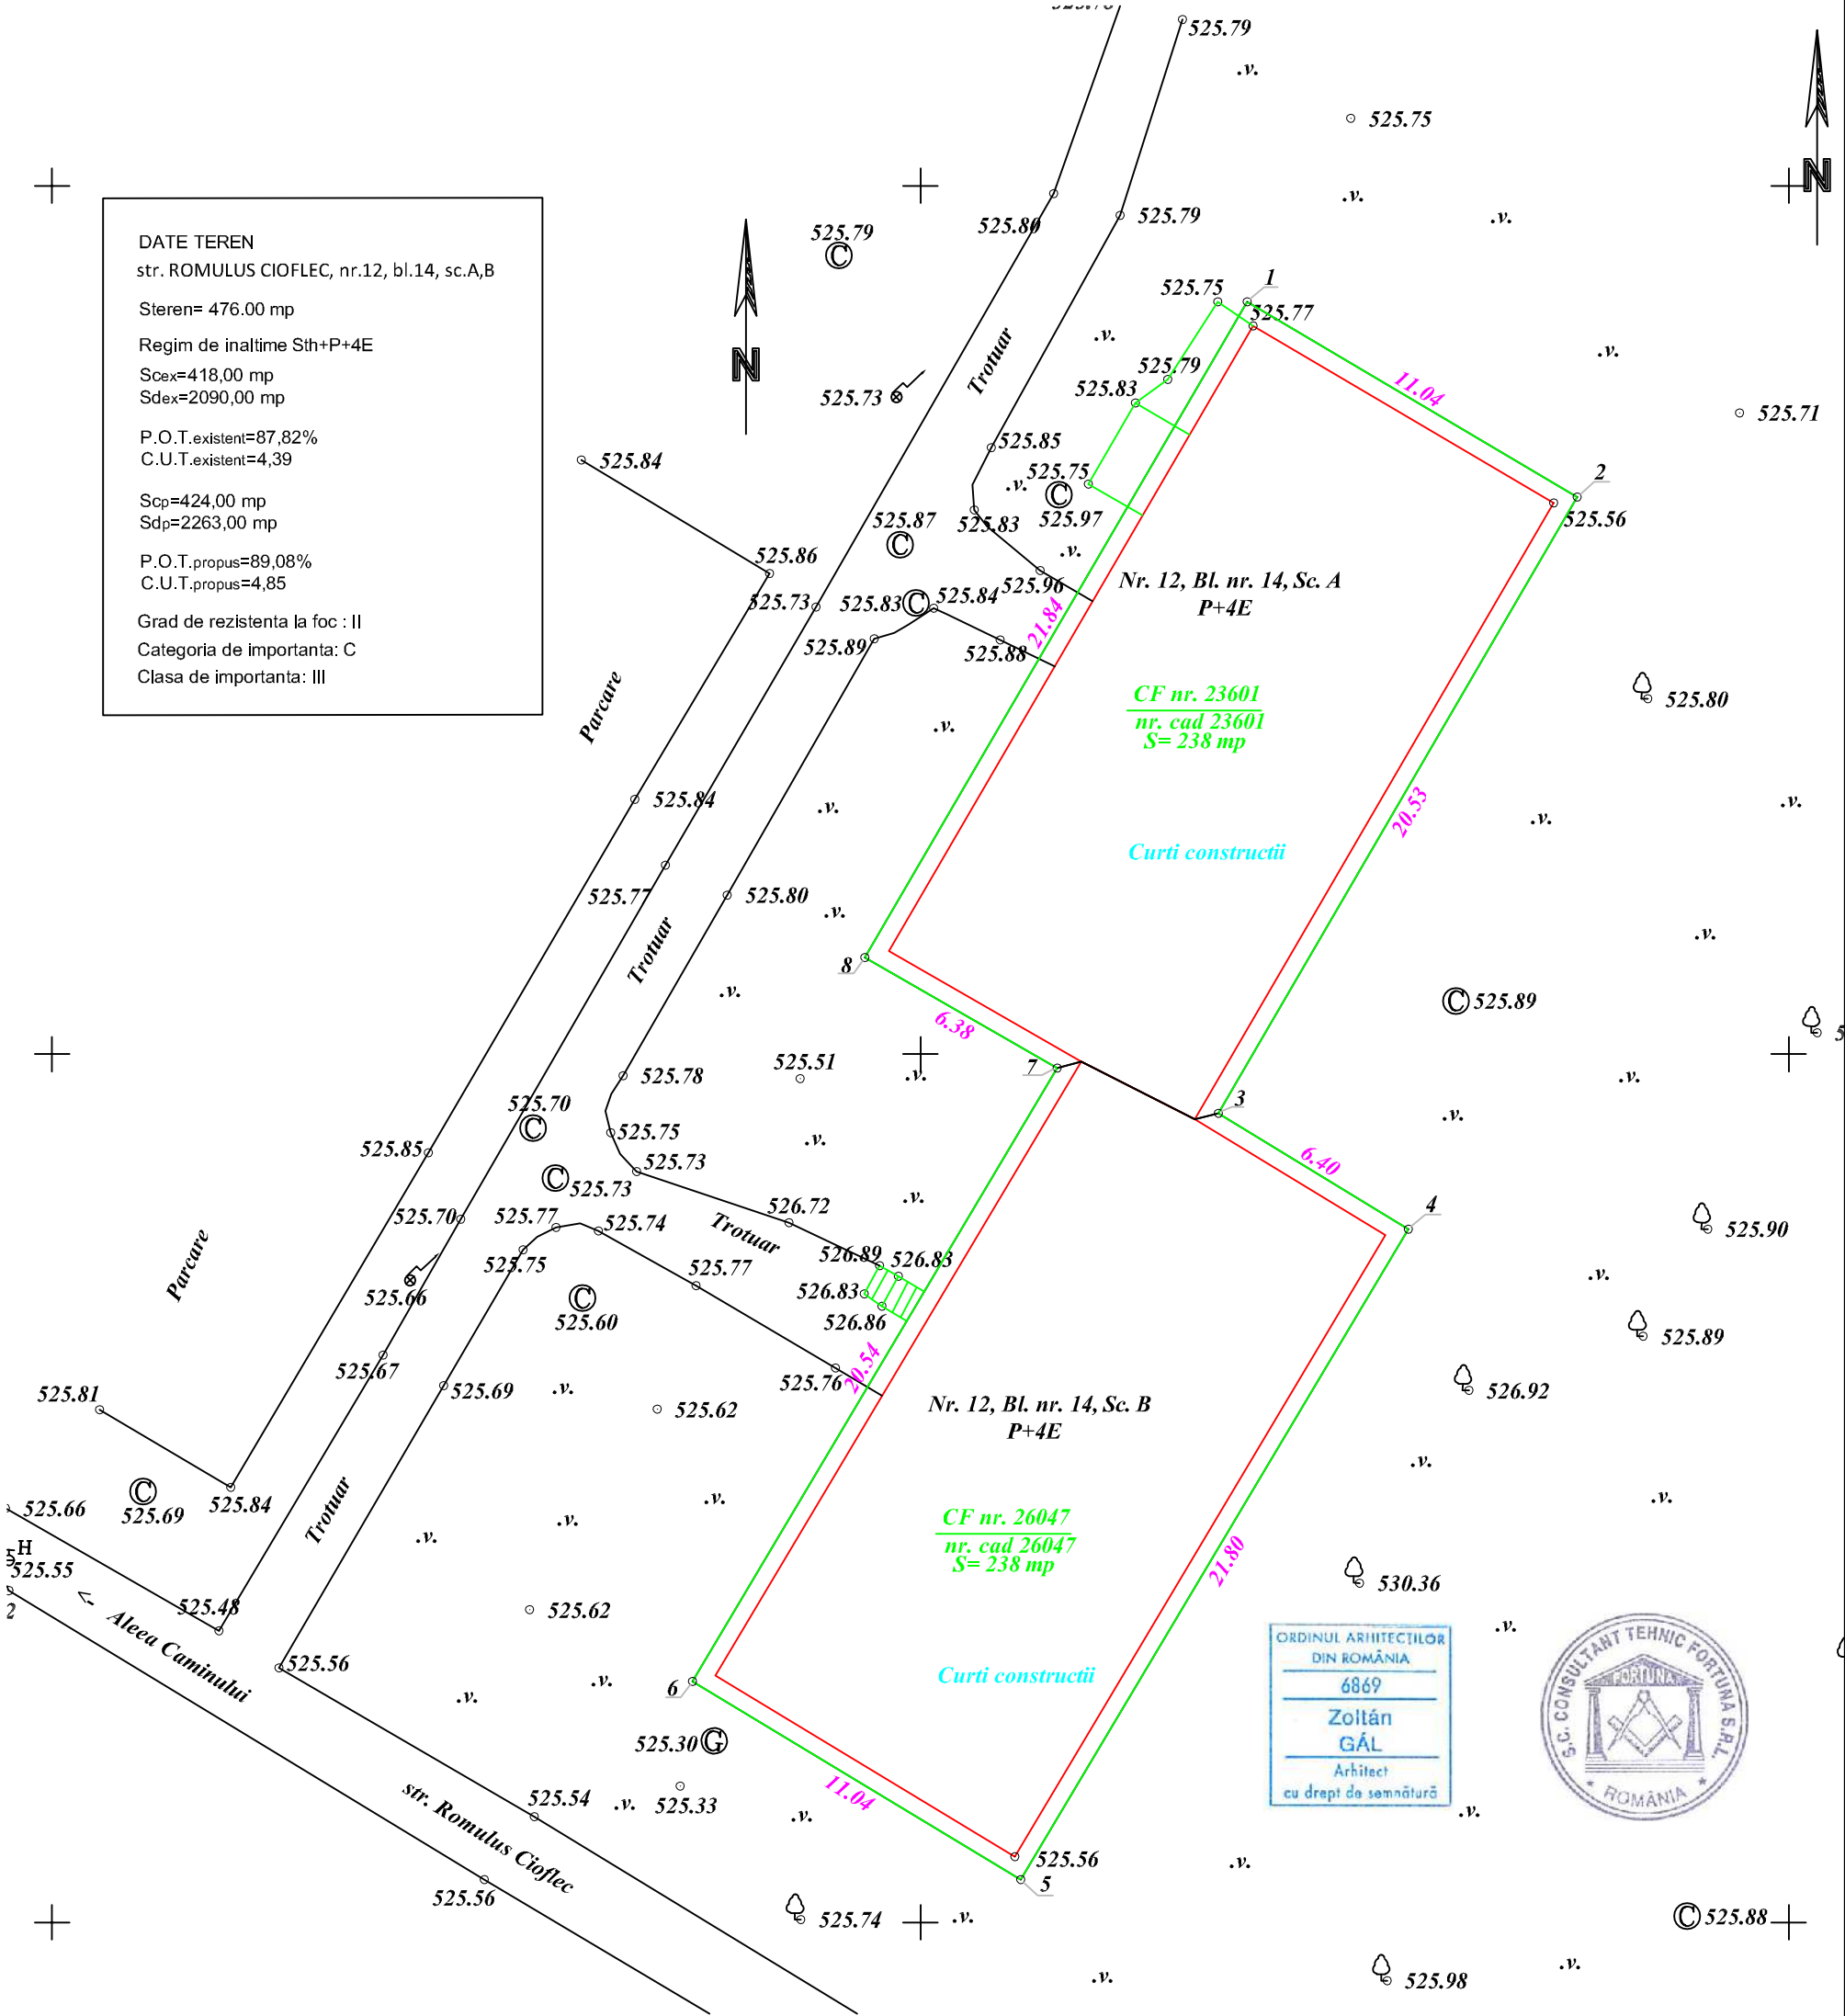 525.79
.v.
525.75
N
.v.
.v.
DATE TEREN
str. ROMULUS CIOFLEC, nr.12, bl.14, sc.A,B
Steren= 476.00 mp
Regim de inaltime Sth+P+4E
Scex=418,00 mp
Sdex=2090,00 mp
P.O.T.existent=87,82%
C.U.T.existent=4,39
Scp=424,00 mp
Sdp=2263,00 mp
P.O.T.propus=89,08%
C.U.T.propus=4,85
Grad de rezistenta la foc : II
Categoria de importanta: C
Clasa de importanta: III
N
525.79
C
525.80
525.79
525.73
Trotuar
.v.
525.75
1
525.77
525.79
525.83
11.04
.v.
525.71
525.84
525.85
525.75
.v.
C
525.97
525.83
2
525.56
525.87
C
.v.
525.86
525.73
525.83
C
525.84
525.96
525.89
525.88
21.84
Nr. 12, Bl. nr. 14, Sc. A
P+4E
CF nr. 23601
nr. cad 23601
S= 238 mp
525.80
Parcare
.v.
525.84
.v.
20.53
.v.
.v.
Curti constructii
525.77
525.80
.v.
.v.
Trotuar
8
.v.
6.38
C 525.89
5
525.51
.v.
7
.v.
525.78
525.70
C
3
.v.
525.75
.v.
525.85
525.73
C
525.73
6.40
.v.
4
525.70
525.77
525.74
526.72
Trotuar
525.90
Parcare
525.75
526.89
526.83
.v.
525.66
525.77
526.83
C
525.60
526.86
525.89
525.67
20.54
525.76
525.69
.v.
526.92
525.81
525.62
Nr. 12, Bl. nr. 14, Sc. B
P+4E
.v.
525.66
C
525.69
525.84
.v.
.v.
Trotuar
.v.
.v.
CF nr. 26047
nr. cad 26047
S= 238 mp
21.80
H
5
525.55
2
530.36
<- Aleea Caminului
525.48
525.62
.v.
525.56
.v.
.v.
6
Curti constructii
525.30 G
11.04
ORDINUL ARHITECȚILOR
DIN ROMÂNIA
6869
Zoltán
GÁL
Arhitect
cu drept de semnătură
S.C. CONSULTANT TEHNIC FORTUNA S.R.L.
FORTUNA
* ROMÂNIA *
str. Romulus Cioflec
525.54
.v.
525.33
.v.
.v.
525.56
5
.v.
525.56
525.74
.v.
C 525.88
.v.
525.98
.v.